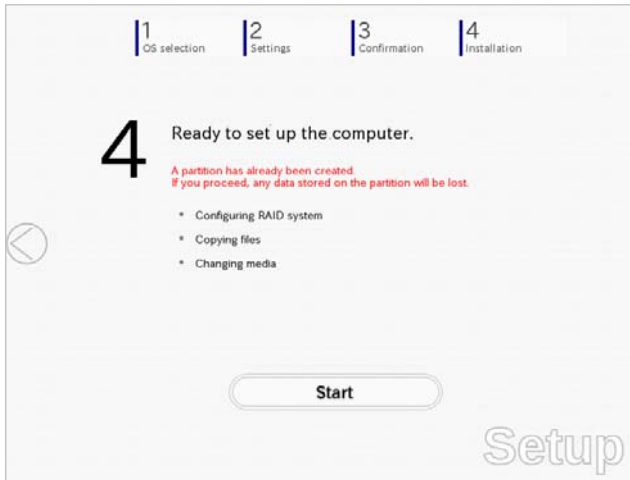 1
OS selection
2
Settings
3
Confirmation
4
Installation
4
Ready to set up the computer.
A partition has already been created.
If you proceed, any data stored on the partition will be lost.
* Configuring RAID system
* Copying files
* Changing media
Start
Setup